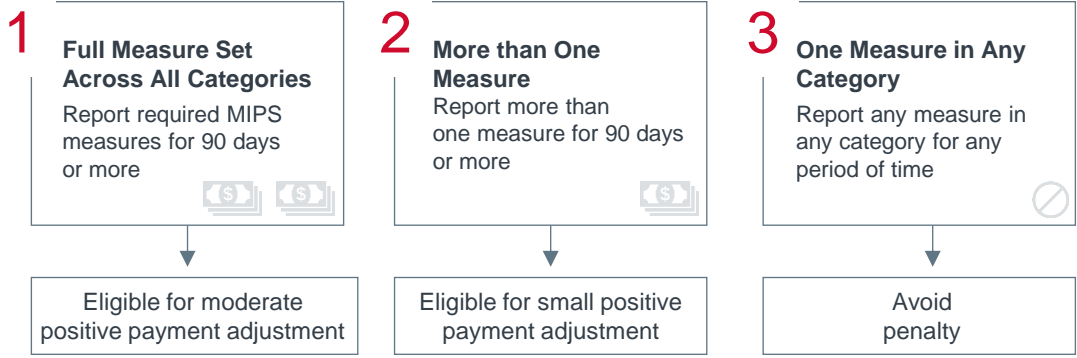 1
Full Measure Set
Across All Categories
Report required MIPS
measures for 90 days
or more
$ $
Eligible for moderate
positive payment adjustment
2
More than One
Measure
Report more than
one measure for 90 days
or more
$
Eligible for small positive
payment adjustment
3
One Measure in Any
Category
Report any measure in
any category for any
period of time
Avoid
penalty